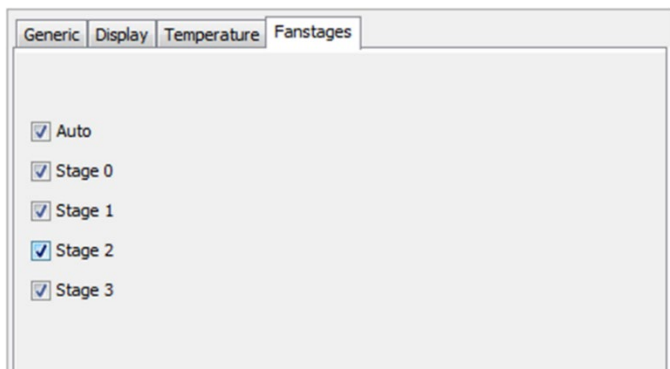 Generic Display Temperature Fanstages
Auto
Stage 0
Stage 1
Stage 2
Stage 3